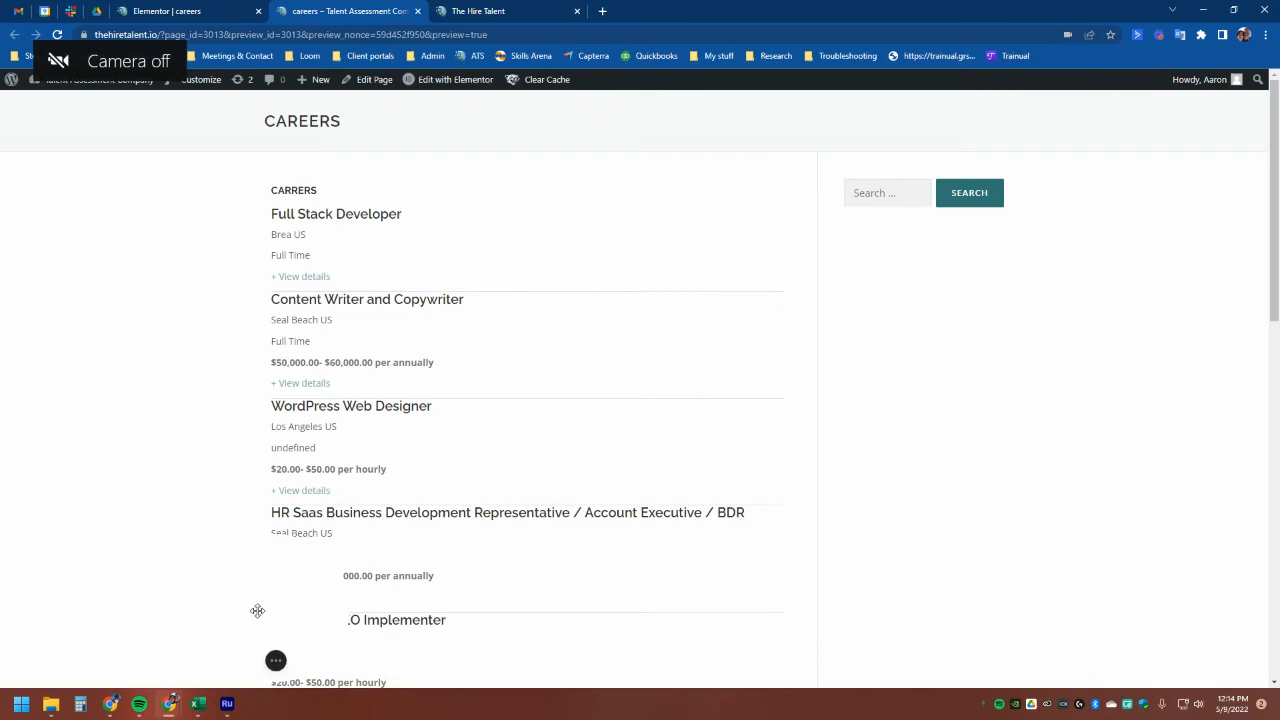 Elementor | careers
careers – Talent Assessment Com
The Hire Talent
thehiretalent.io/?page_id=3013&preview_id=3013&preview_nonce=59d452f950&preview=true
Meetings & Contact
Loom
Client portals
Admin
ATS
Skills Arena
Capterra
Quickbooks
My stuff
Troubleshooting
https://trainual.grs...
Trainual
Camera off
2
0
New
Edit Page
Edit with Elementor
Clear Cache
Howdy, Aaron
CAREERS
Search ...
SEARCH
CARRERS
Full Stack Developer
Brea US
Full Time
+ View details
Content Writer and Copywriter
Seal Beach US
Full Time
$50,000.00- $60,000.00 per annually
+ View details
WordPress Web Designer
Los Angeles US
undefined
$20.00- $50.00 per hourly
+ View details
HR Saas Business Development Representative / Account Executive / BDR
Seal Beach US
000.00 per annually
O Implementer
$20.00- $50.00 per hourly
Ru
12:14 PM
5/9/2022
2